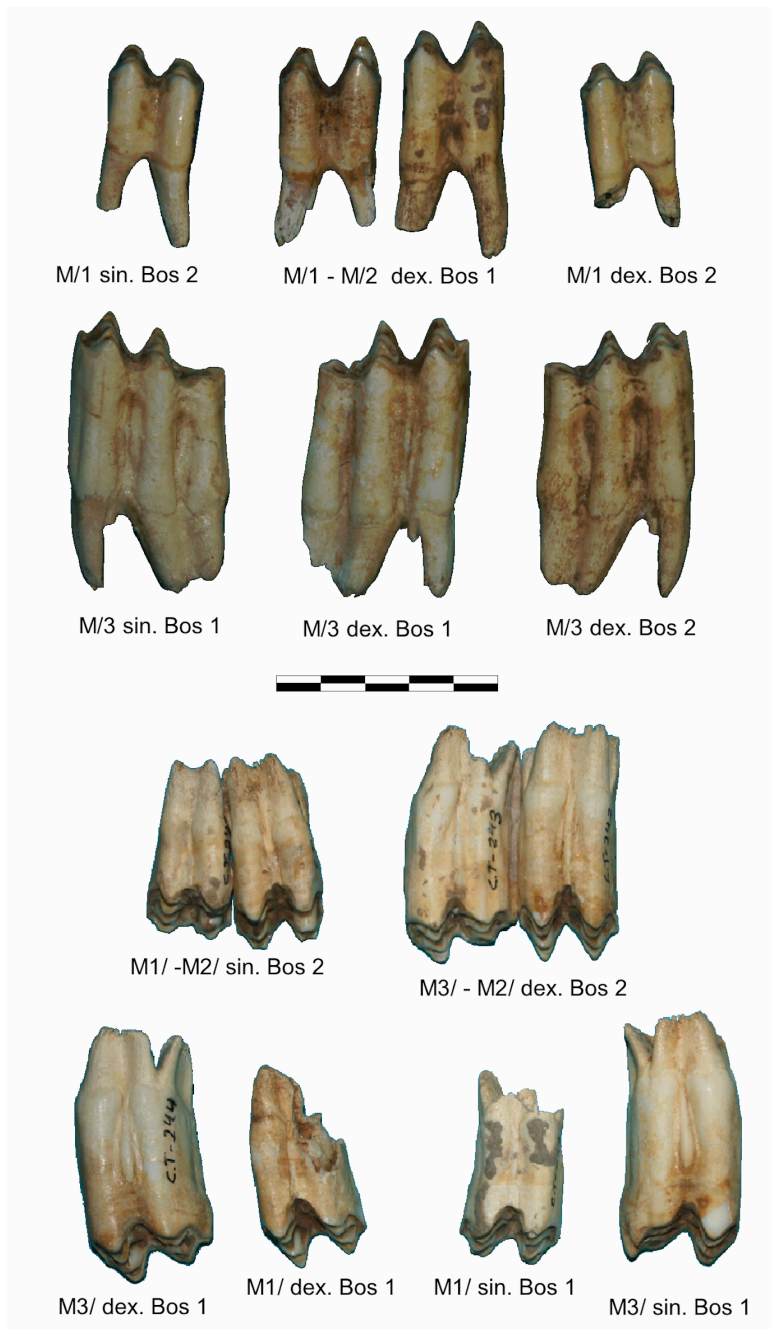 M/1 sin. Bos 2
M/1 - M/2 dex. Bos 1
M/1 dex. Bos 2
M/3 sin. Bos 1
M/3 dex. Bos 1
M/3 dex. Bos 2
C.T-243
M1/ -M2/ sin. Bos 2
M3/ - M2/ dex. Bos 2
C.T-244
M3/ dex. Bos 1
M1/ dex. Bos 1
M1/ sin. Bos 1
M3/ sin. Bos 1